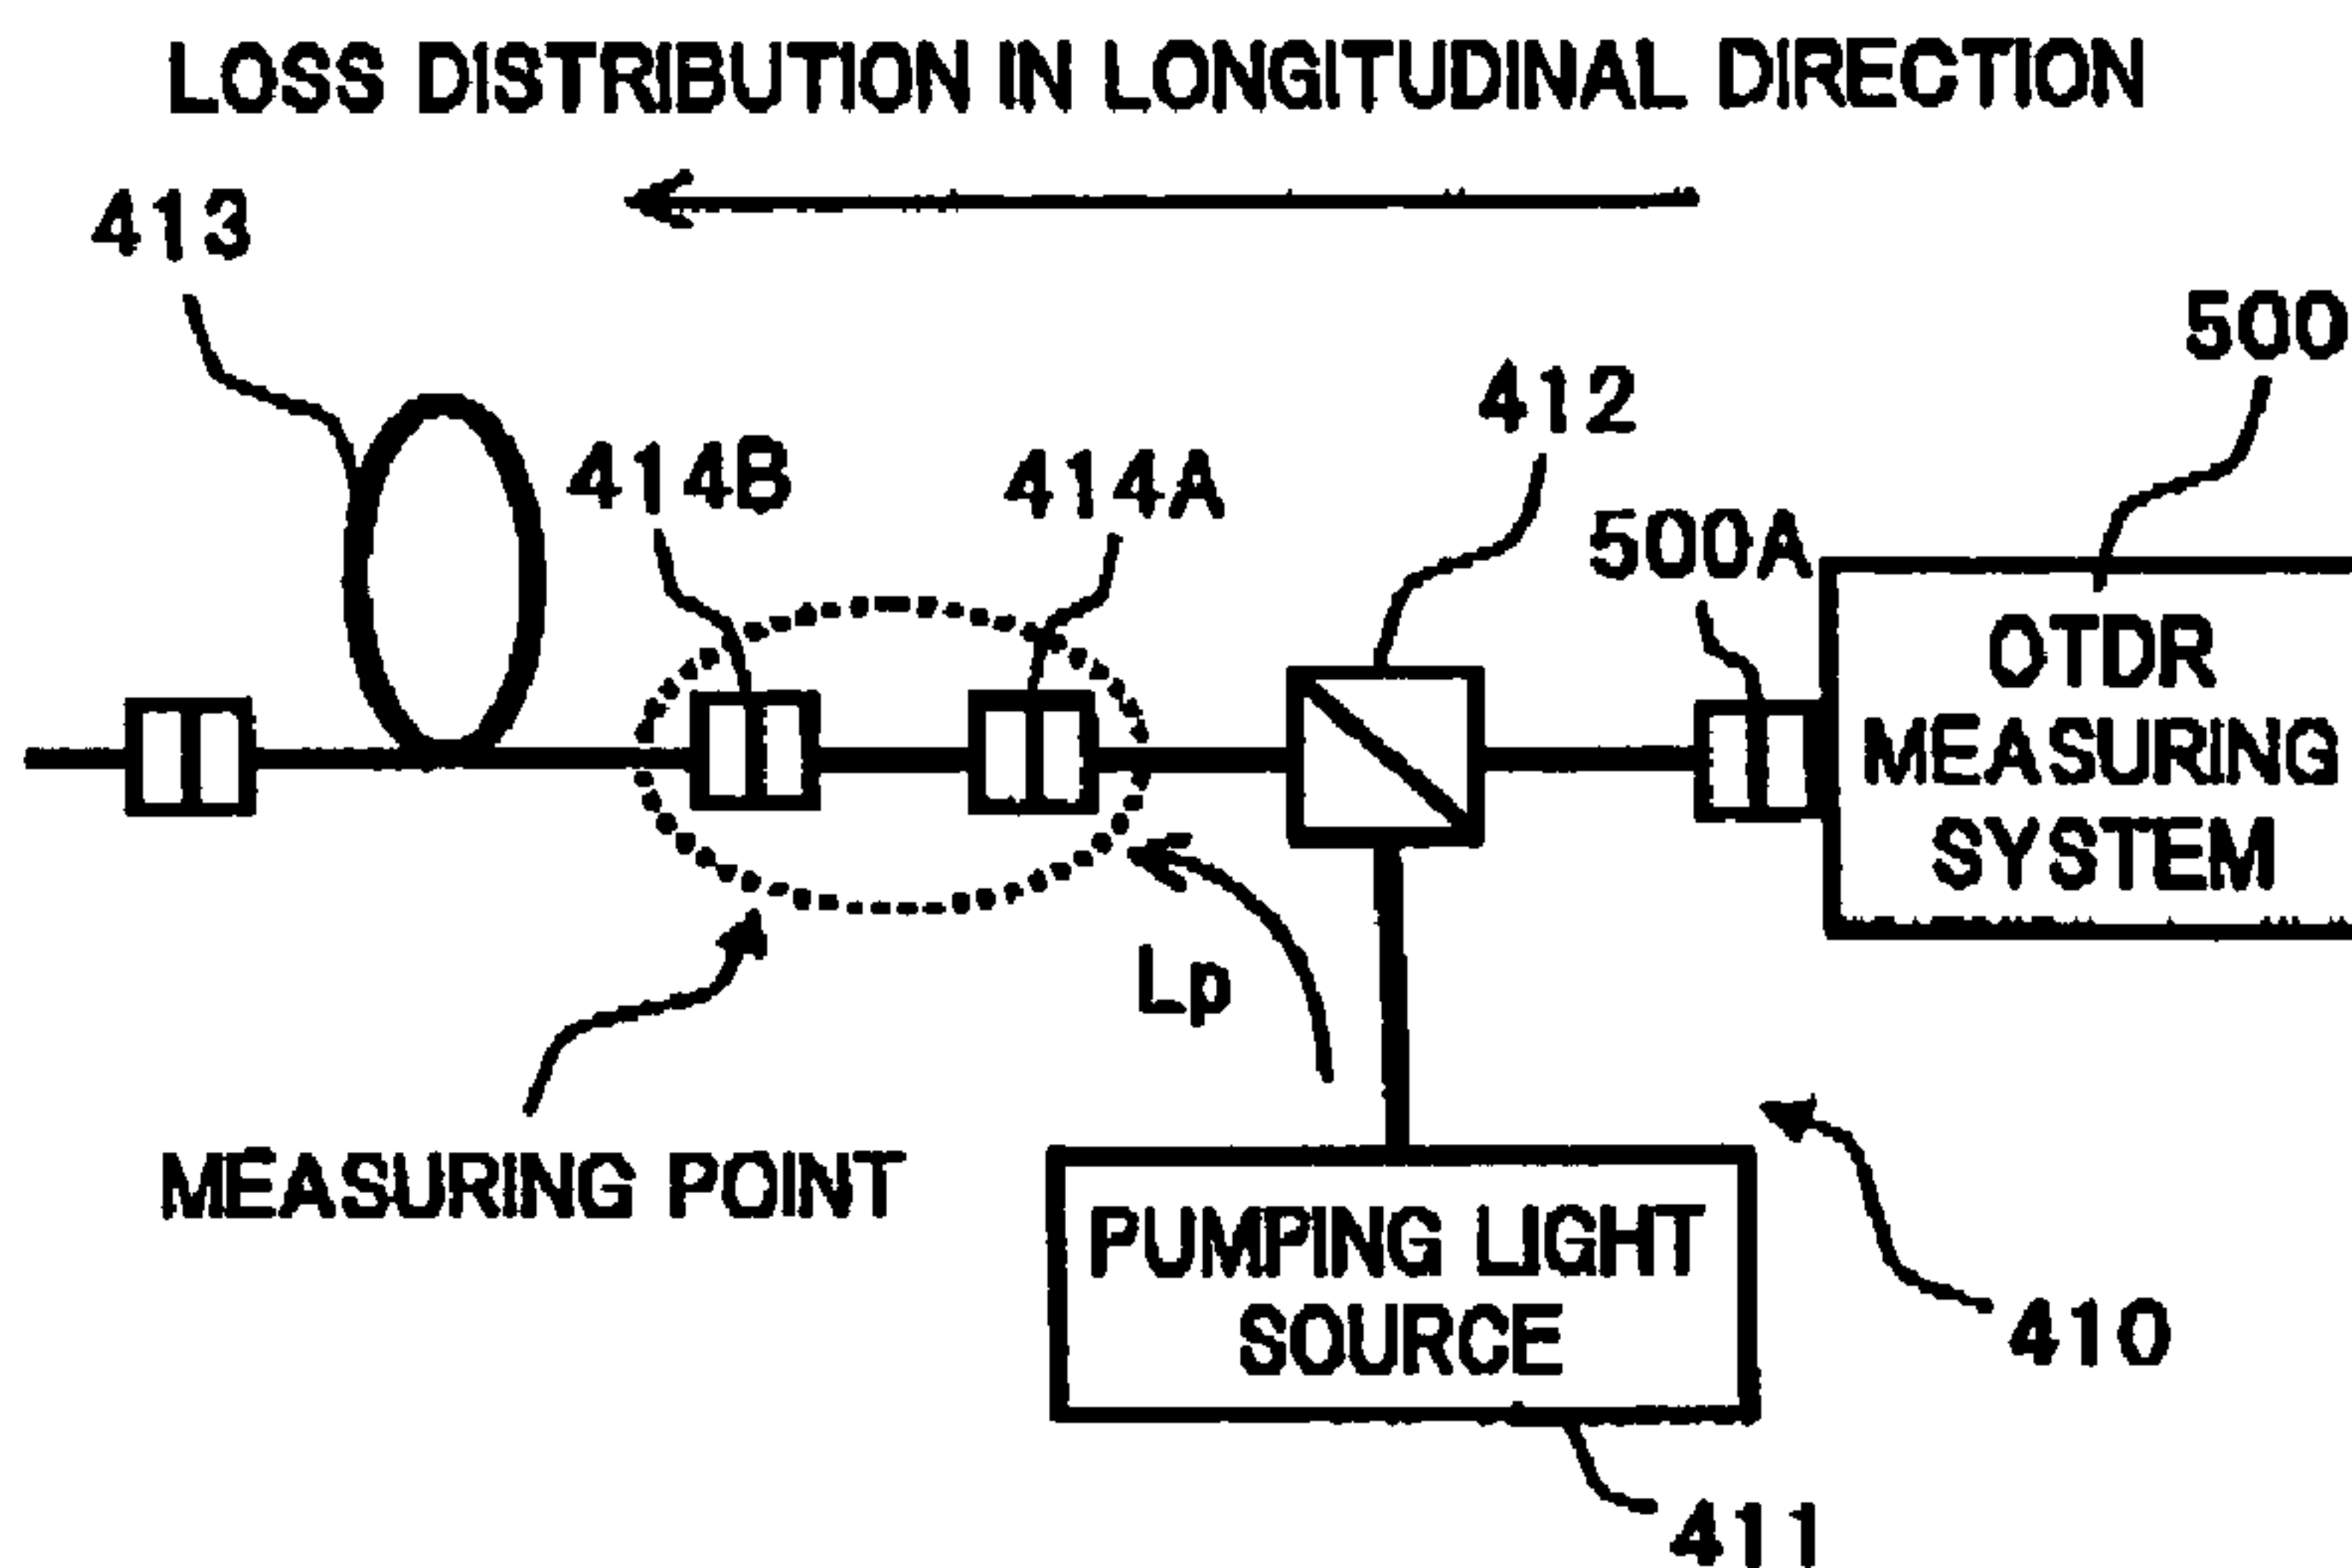 LOSS DISTRIBUTION IN LONGITUDINAL DIRECTION
413
500
412
414B
414A
500A
OTDR
MEASURING
SYSTEM
Lp
MEASURING POINT
PUMPING LIGHT
SOURCE
410
411